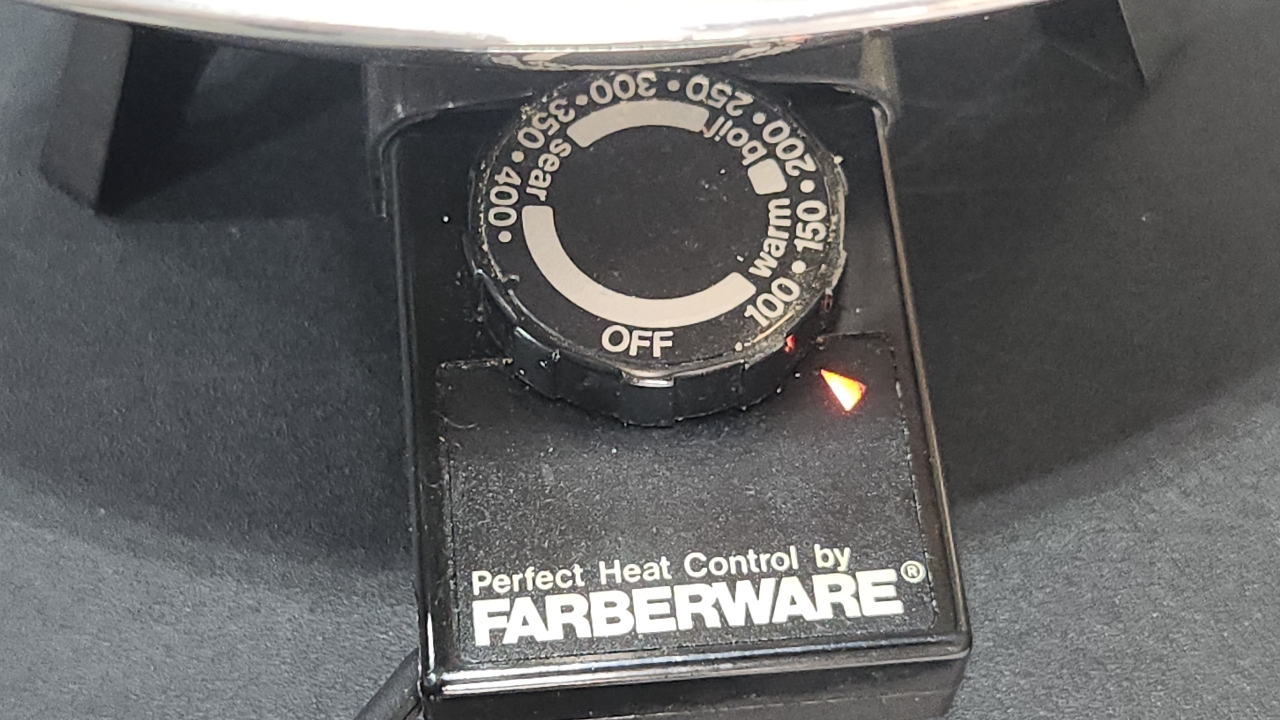 400 • 350 • 300 • 250 • 200 • 150 • 100
sear
boil
warm
OFF
Perfect Heat Control by
FARBERWARE®